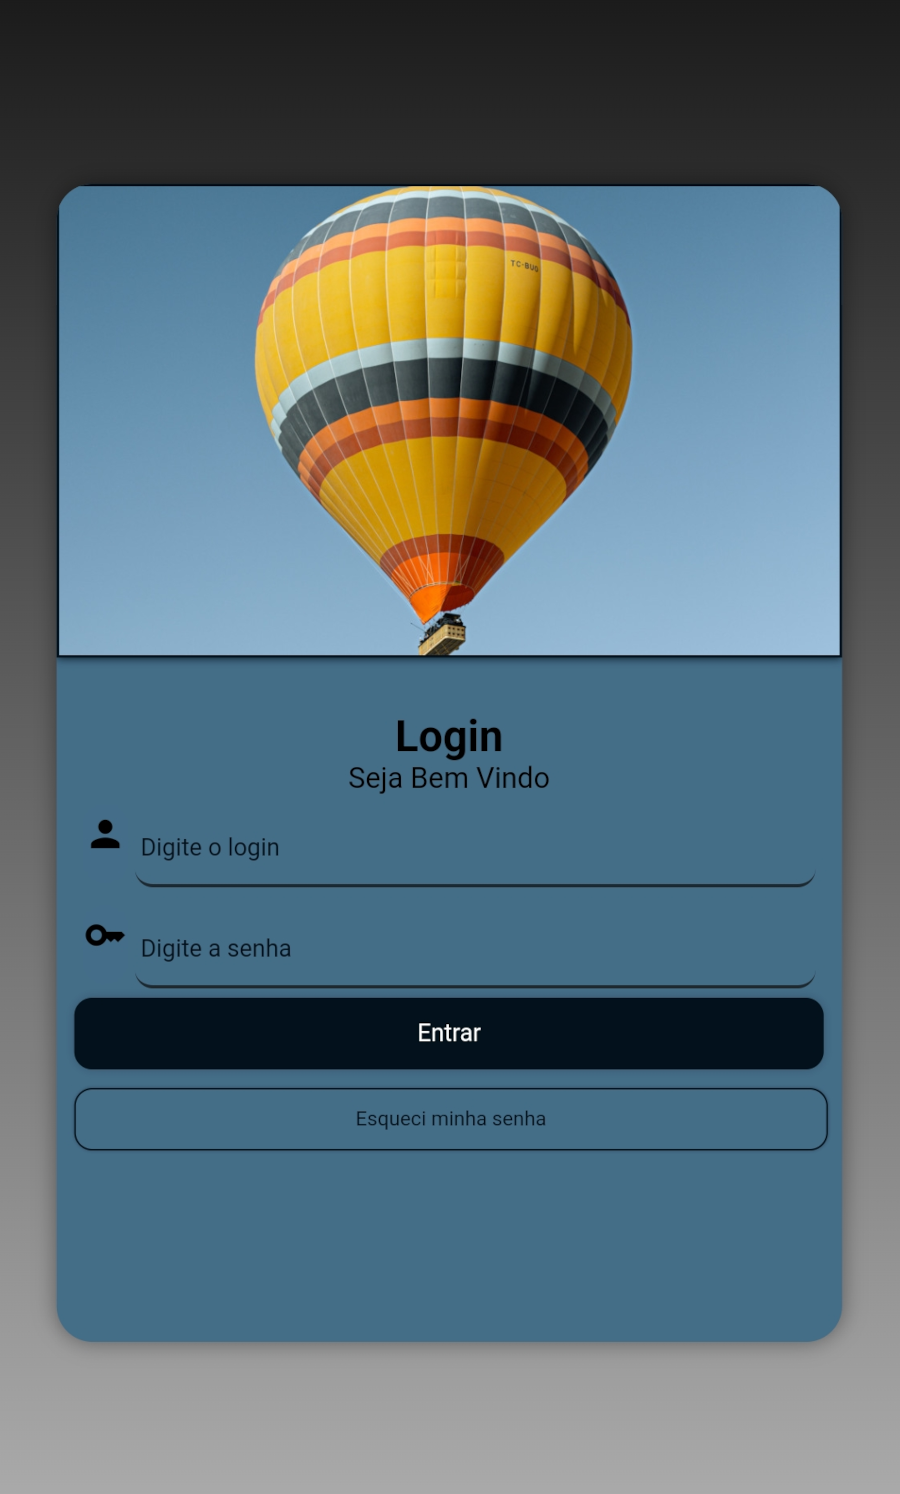 TC-BUG
Login
Seja Bem Vindo
Digite o login
Digite a senha
Entrar
Esqueci minha senha